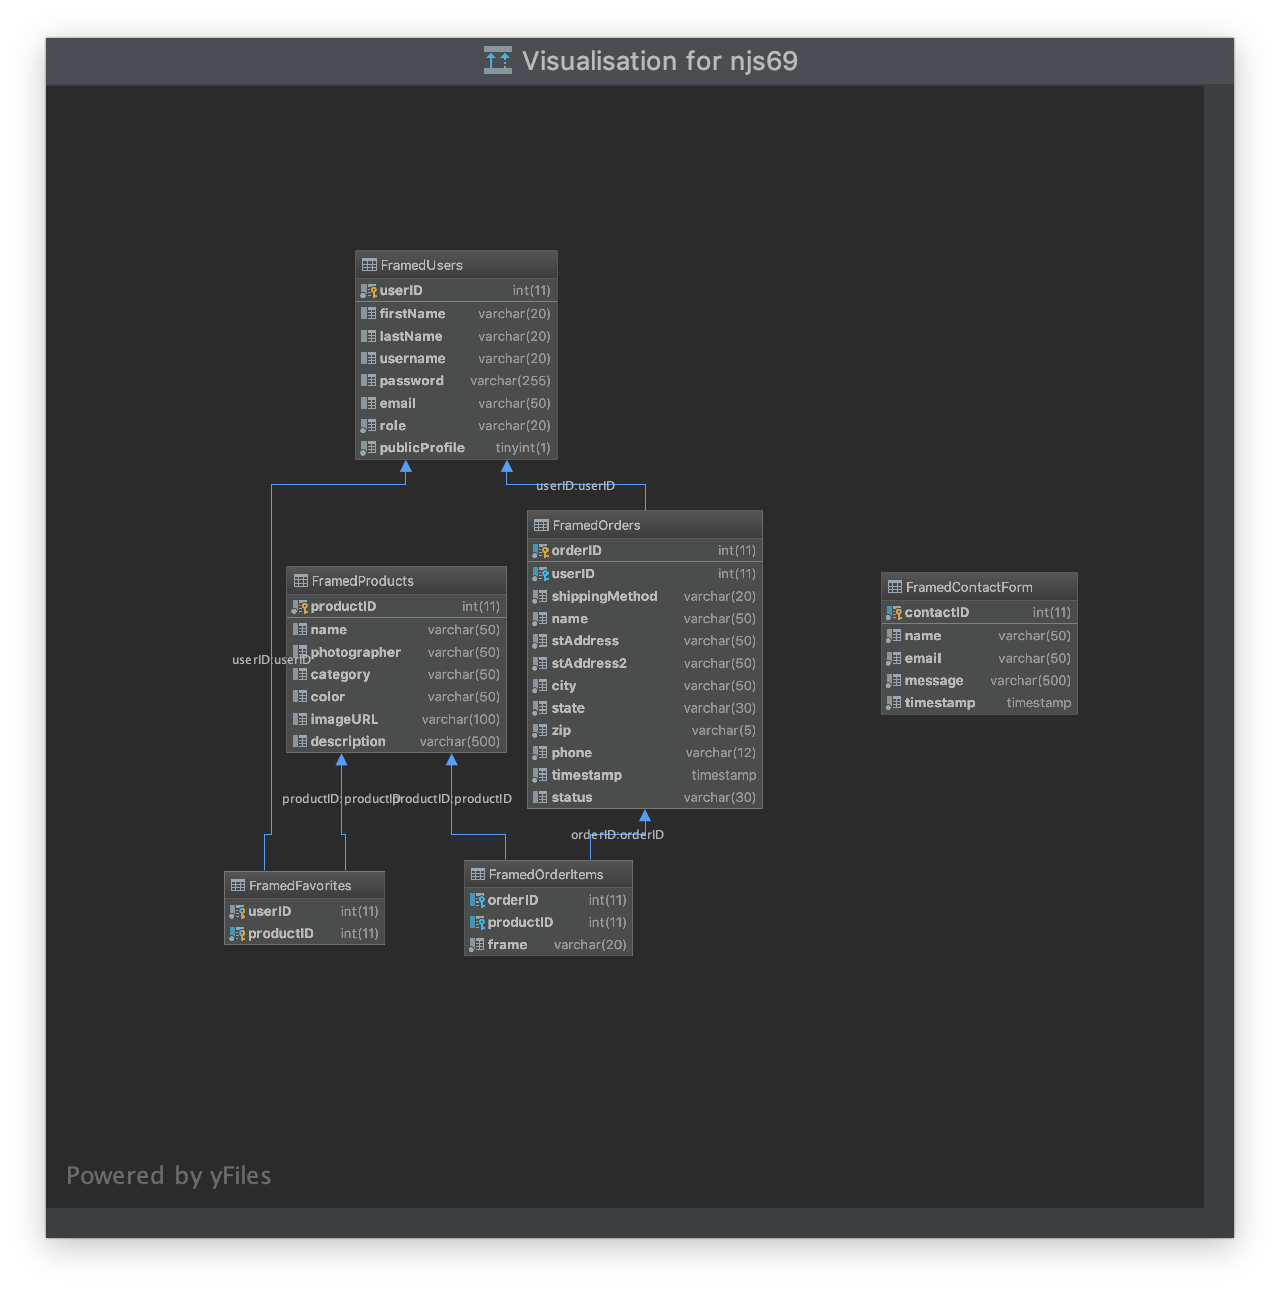 Visualisation for njs69
FramedUsers
userID int(11)
firstName varchar(20)
lastName varchar(20)
username varchar(20)
password varchar(255)
email varchar(50)
role varchar(20)
publicProfile tinyint(1)
userID:userID
FramedOrders
orderID int(11)
userID int(11)
shippingMethod varchar(20)
name varchar(50)
stAddress varchar(50)
stAddress2 varchar(50)
city varchar(50)
state varchar(30)
zip varchar(5)
phone varchar(12)
timestamp timestamp
status varchar(30)
FramedProducts
productID int(11)
name varchar(50)
photographer varchar(50)
category varchar(50)
color varchar(50)
imageURL varchar(100)
description varchar(500)
userID:userID
FramedContactForm
contactID int(11)
name varchar(50)
email varchar(50)
message varchar(500)
timestamp timestamp
productID:productID
productID:productID
orderID:orderID
FramedFavorites
userID int(11)
productID int(11)
FramedOrderItems
orderID int(11)
productID int(11)
frame varchar(20)
Powered by yFiles